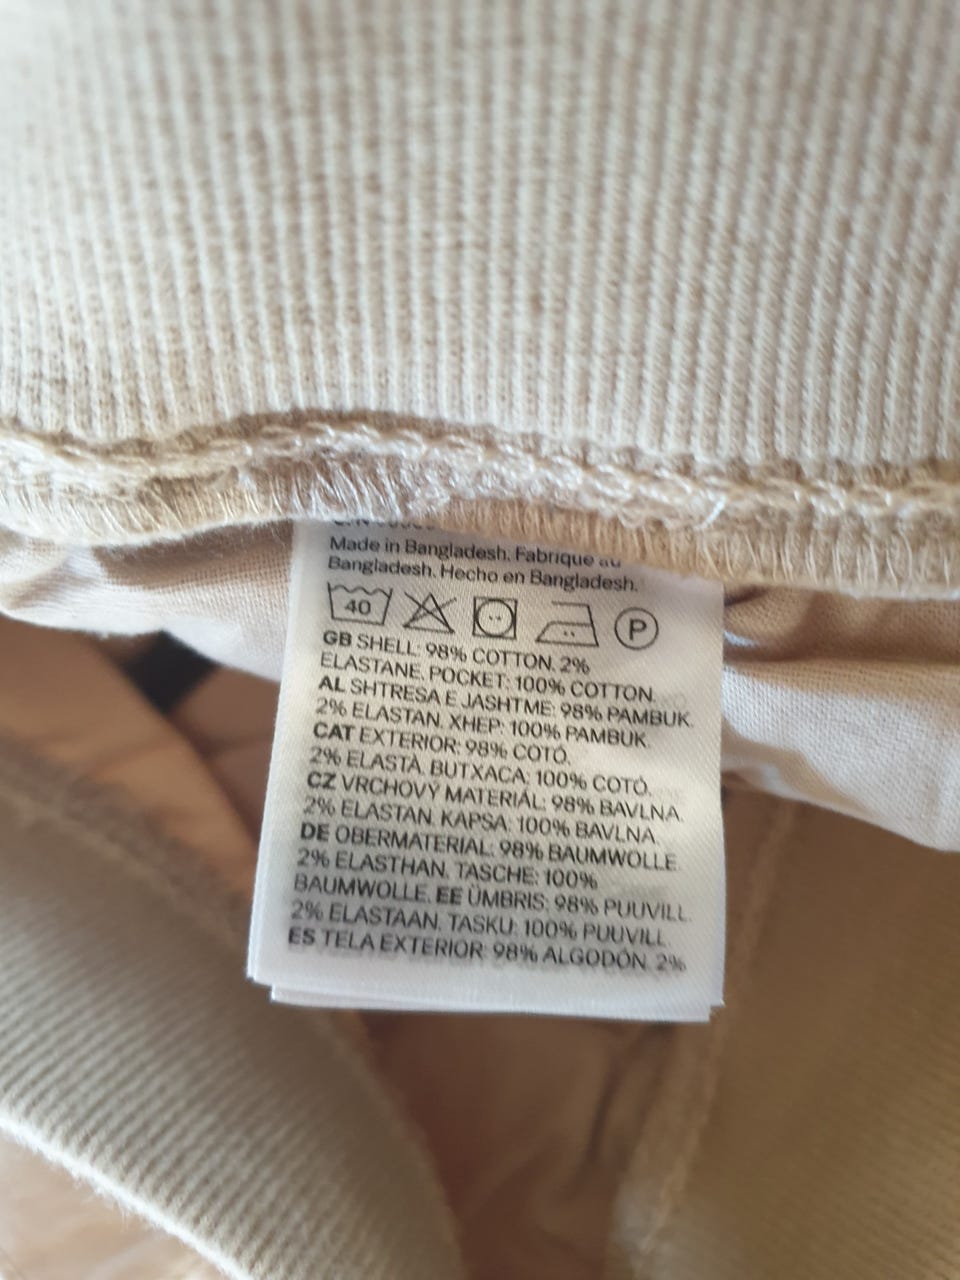 Made in Bangladesh. Fabriqué au
Bangladesh. Hecho en Bangladesh.
40 P
GB SHELL: 98% COTTON. 2%
ELASTANE. POCKET: 100% COTTON.
AL SHTRESA E JASHTME: 98% PAMBUK.
2% ELASTAN. XHEP: 100% PAMBUK.
CAT EXTERIOR: 98% COTÓ.
2% ELASTÀ. BUTXACA: 100% COTÓ.
CZ VRCHOVÝ MATERIÁL: 98% BAVLNA.
2% ELASTAN. KAPSA: 100% BAVLNA.
DE OBERMATERIAL: 98% BAUMWOLLE.
2% ELASTHAN. TASCHE: 100%
BAUMWOLLE. EE ÜMBRIS: 98% PUUVILL.
2% ELASTAAN. TASKU: 100% PUUVILL.
ES TELA EXTERIOR: 98% ALGODÓN. 2%